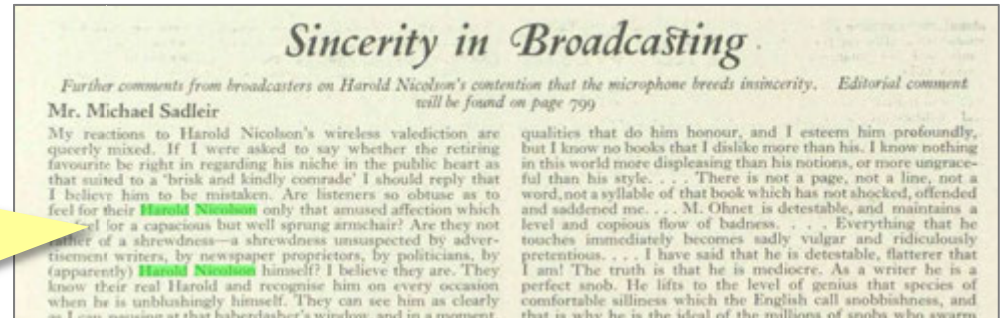 Sincerity in Broadcasting
Further comments from broadcasters on Harold Nicolson's contention that the microphone breeds insincerity. Editorial comment
will be found on page 799
Mr. Michael Sadleir
My reactions to Harold Nicolson's wireless valediction are
queerly mixed. If I were asked to say whether the retiring
favourite be right in regarding his niche in the public heart as
that suited to a 'brisk and kindly comrade' I should reply that
I believe him to be mistaken. Are listeners so obtuse as to
feel for their Harold Nicolson only that amused affection which
for a capacious but well sprung armchair? Are they not
rather of a shrewdness—a shrewdness unsuspected by adver-
tisement writers, by newspaper proprietors, by politicians, by
(apparently) Harold Nicolson himself? I believe they are. They
know their real Harold and recognise him on every occasion
when he is unblushingly himself. They can see him as clearly
as I can pausing at that haberdasher's window, and in a moment
qualities that do him honour, and I esteem him profoundly,
but I know no books that I dislike more than his. I know nothing
in this world more displeasing than his notions, or more ungrace-
ful than his style. . . . There is not a page, not a line, not a
word, not a syllable of that book which has not shocked, offended
and saddened me. . . . M. Ohnet is detestable, and maintains a
level and copious flow of badness. . . . Everything that he
touches immediately becomes sadly vulgar and ridiculously
pretentious. . . . I have said that he is detestable, flatterer that
I am! The truth is that he is mediocre. As a writer he is a
perfect snob. He lifts to the level of genius that species of
comfortable silliness which the English call snobbishness, and
that is why he is the ideal of the millions of snobs who swarm